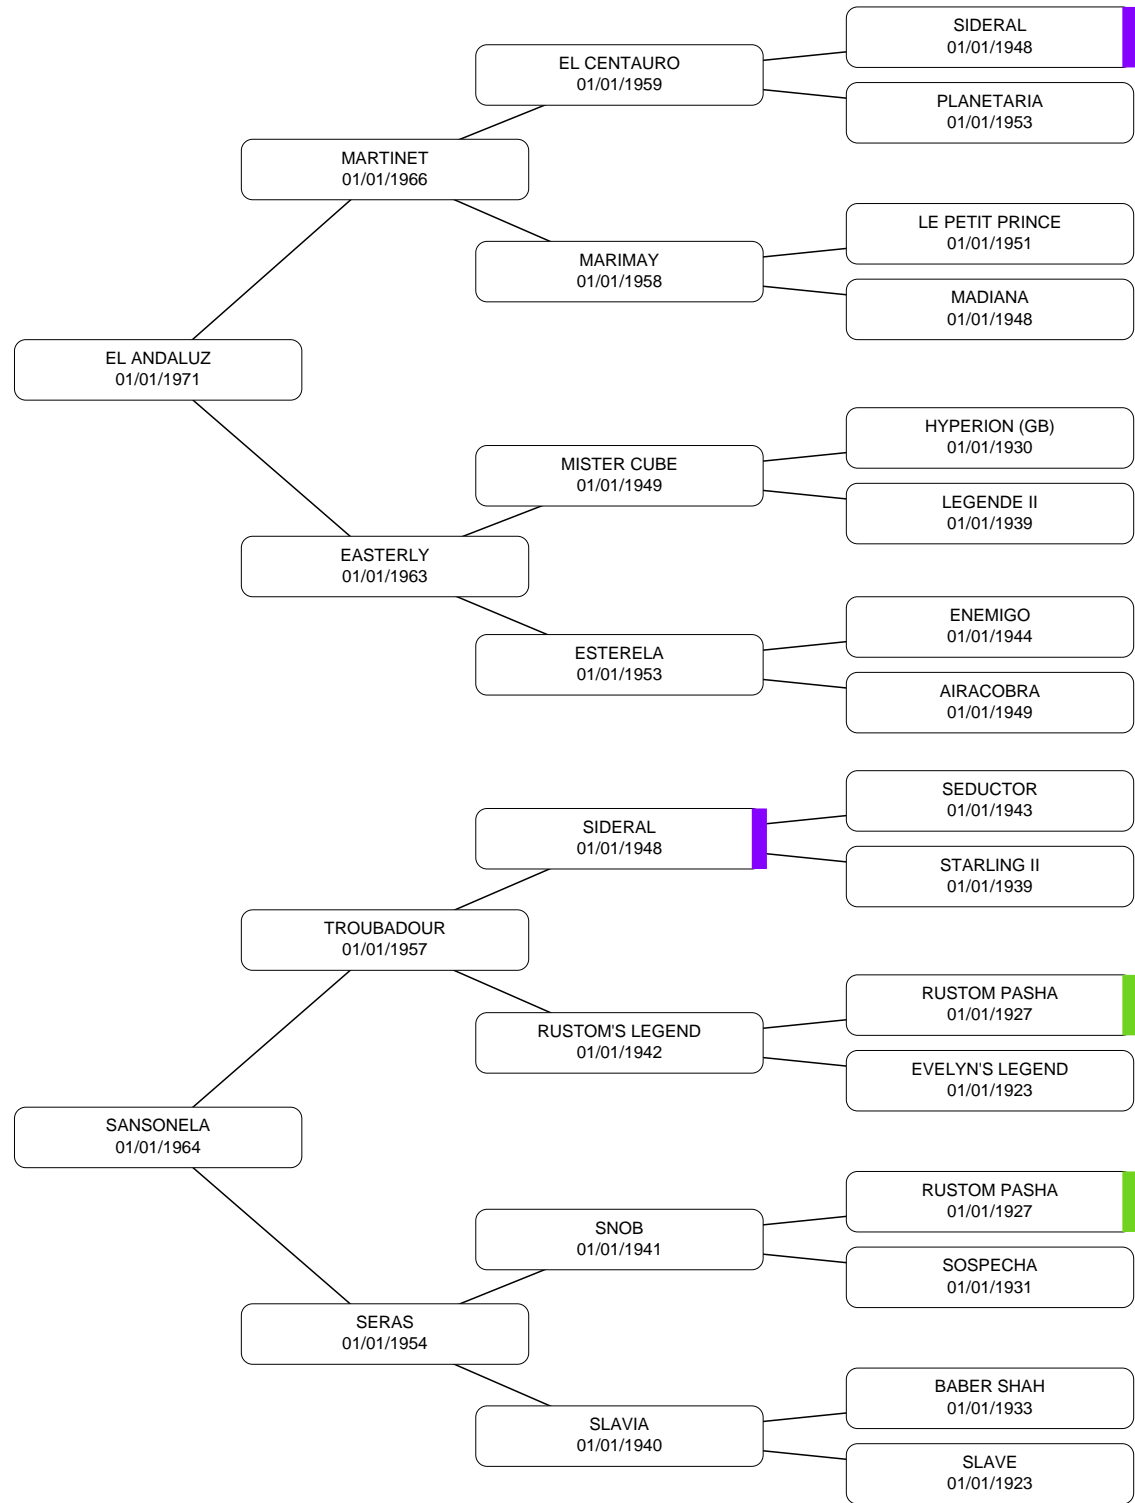 SIDERAL
01/01/1948
EL CENTAURO
01/01/1959
PLANETARIA
01/01/1953
MARTINET
01/01/1966
LE PETIT PRINCE
01/01/1951
MARIMAY
01/01/1958
MADIANA
01/01/1948
EL ANDALUZ
01/01/1971
HYPERION (GB)
01/01/1930
MISTER CUBE
01/01/1949
LEGENDE II
01/01/1939
EASTERLY
01/01/1963
ENEMIGO
01/01/1944
ESTERELA
01/01/1953
AIRACOBRA
01/01/1949
SEDUCTOR
01/01/1943
SIDERAL
01/01/1948
STARLING II
01/01/1939
TROUBADOUR
01/01/1957
RUSTOM PASHA
01/01/1927
RUSTOM'S LEGEND
01/01/1942
EVELYN'S LEGEND
01/01/1923
SANSONELA
01/01/1964
RUSTOM PASHA
01/01/1927
SNOB
01/01/1941
SOSPECHA
01/01/1931
SERAS
01/01/1954
BABER SHAH
01/01/1933
SLAVIA
01/01/1940
SLAVE
01/01/1923